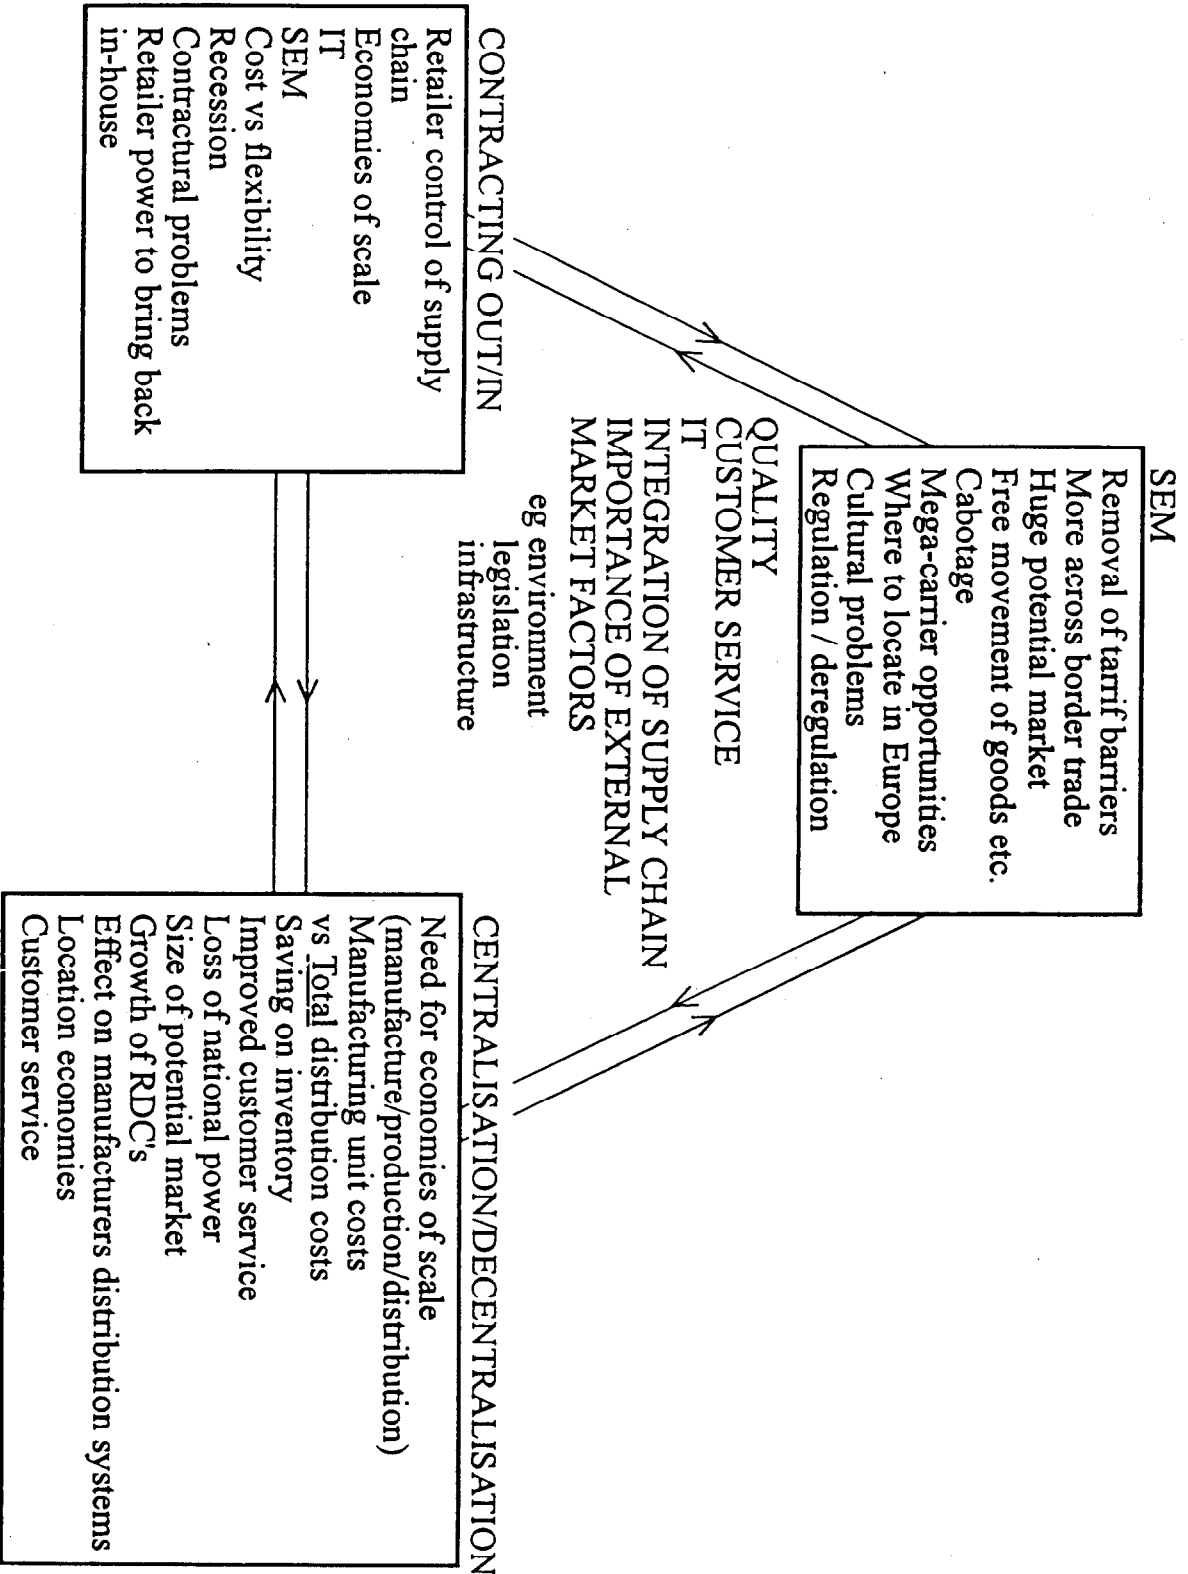 SEM
Removal of tarrif barriers
More across border trade
Huge potential market
Free movement of goods etc.
Cabotage
Mega-carrier opportunities
Where to locate in Europe
Cultural problems
Regulation / deregulation
QUALITY
CUSTOMER SERVICE
IT
INTEGRATION OF SUPPLY CHAIN
IMPORTANCE OF EXTERNAL
MARKET FACTORS
eg environment
legislation
infrastructure
CONTRACTING OUT/IN
Retailer control of supply
chain
Economies of scale
IT
SEM
Cost vs flexibility
Recession
Contractural problems
Retailer power to bring back
in-house
CENTRALISATION/DECENTRALISATION
Need for economies of scale
(manufacture/production/distribution)
Manufacturing unit costs
vs Total distribution costs
Saving on inventory
Improved customer service
Loss of national power
Size of potential market
Growth of RDC's
Effect on manufacturers distribution systems
Location economies
Customer service